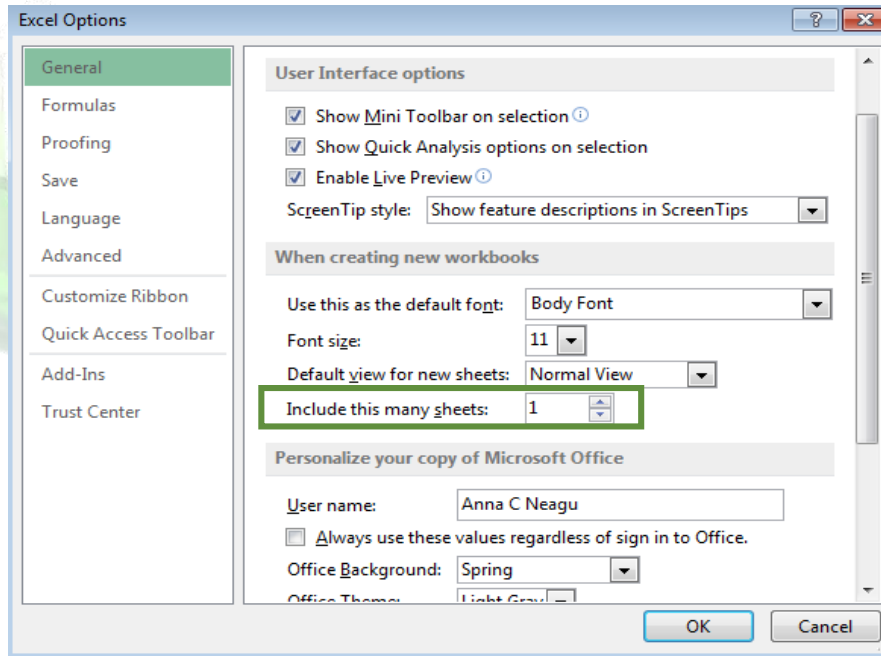 Excel Options
General
Formulas
Proofing
Save
Language
Advanced
Customize Ribbon
Quick Access Toolbar
Add-Ins
Trust Center
User Interface options
Show Mini Toolbar on selection
Show Quick Analysis options on selection
Enable Live Preview
ScreenTip style: Show feature descriptions in ScreenTips
When creating new workbooks
Use this as the default font: Body Font
Font size: 11
Default view for new sheets: Normal View
Include this many sheets: 1
Personalize your copy of Microsoft Office
User name: Anna C Neagu
Always use these values regardless of sign in to Office.
Office Background: Spring
Office Theme: Light Gray
OK Cancel